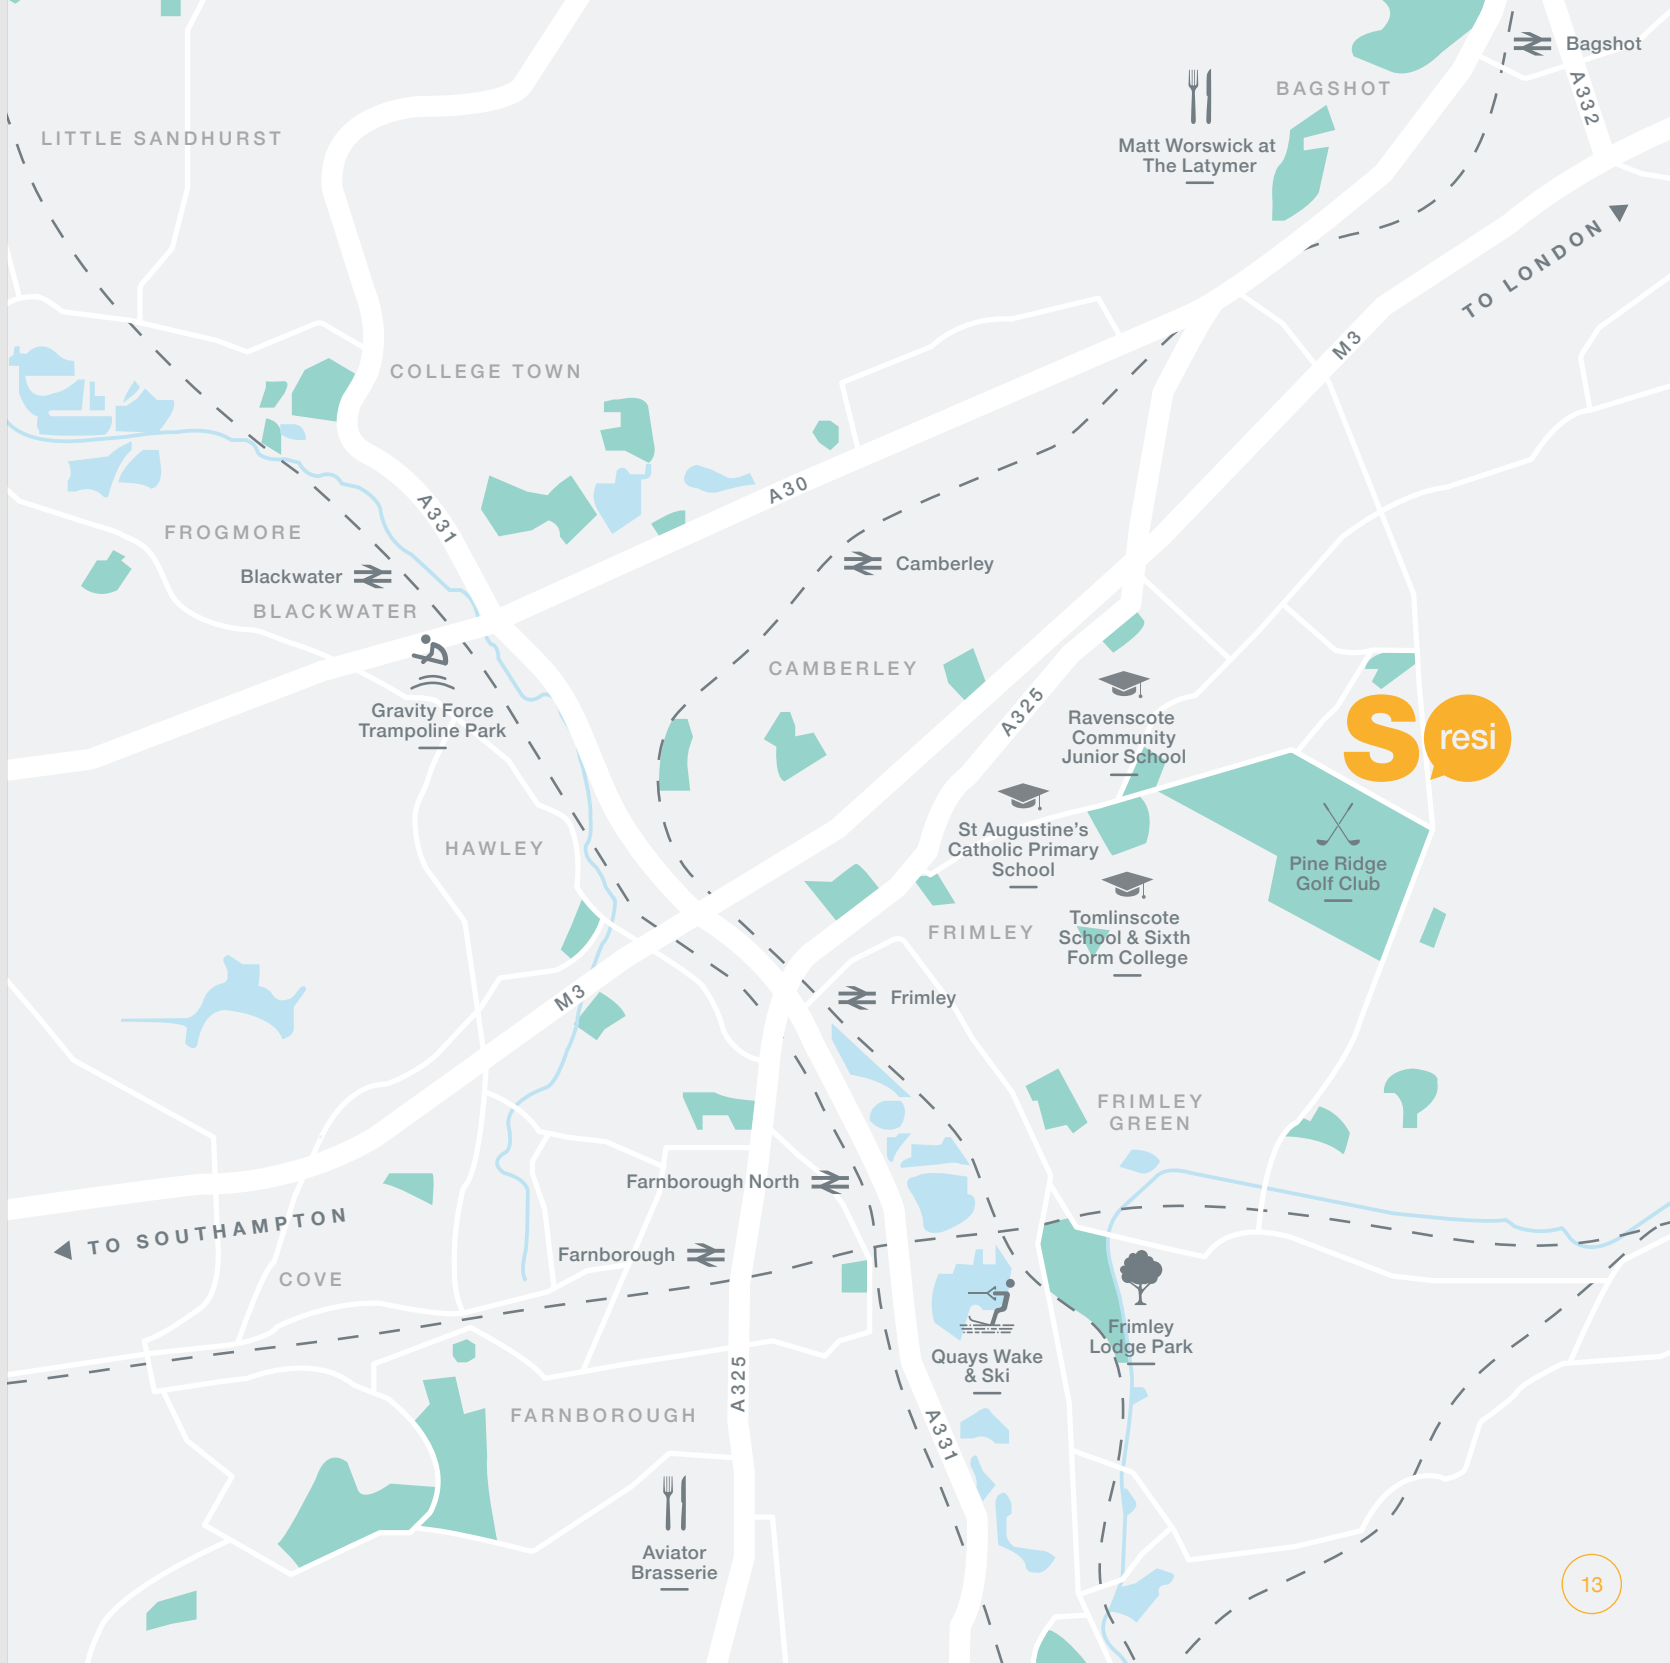 Bagshot
BAGSHOT
A332
LITTLE SANDHURST
Matt Worswick at
The Latymer
TO LONDON
M3
COLLEGE TOWN
A30
A331
FROGMORE
Blackwater
BLACKWATER
Camberley
CAMBERLEY
Gravity Force
Trampoline Park
A325
Ravenscote
Community
Junior School
S resi
HAWLEY
St Augustine's
Catholic Primary
School
Pine Ridge
Golf Club
FRIMLEY
Tomlinscote
School & Sixth
Form College
M3
Frimley
FRIMLEY
GREEN
Farnborough North
TO SOUTHAMPTON
Farnborough
COVE
Frimley
Lodge Park
Quays Wake
& Ski
A325
FARNBOROUGH
A331
Aviator
Brasserie
13